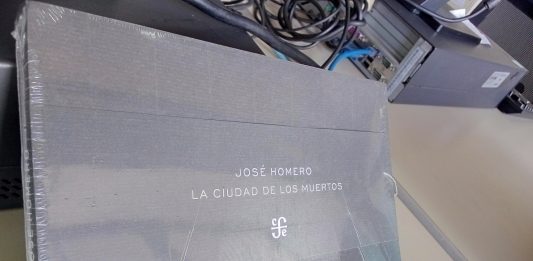 JOSÉ HOMERO
LA CIUDAD DE LOS MUERTOS